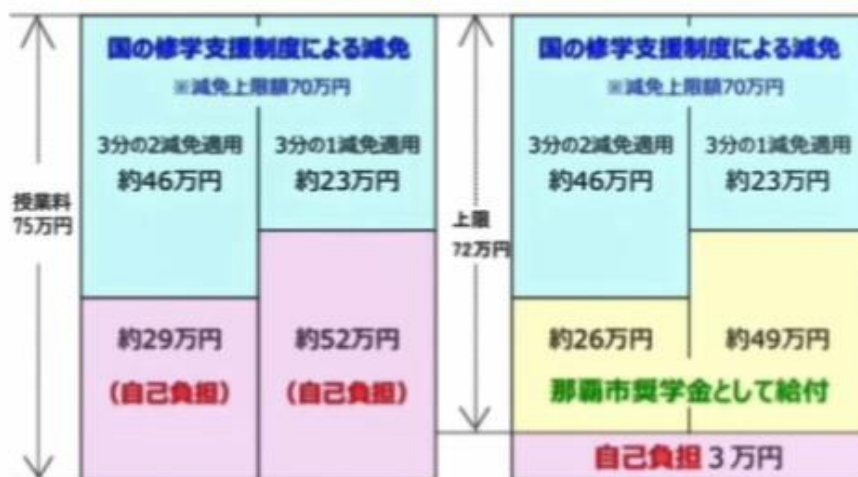 国の修学支援制度による減免
※減免上限額70万円
3分の2減免適用
約46万円
3分の1減免適用
約23万円
授業料
75万円
約29万円
(自己負担)
約52万円
(自己負担)
国の修学支援制度による減免
※減免上限額70万円
3分の2減免適用
約46万円
3分の1減免適用
約23万円
上限
72万円
約26万円
約49万円
那覇市奨学金として給付
自己負担 3万円